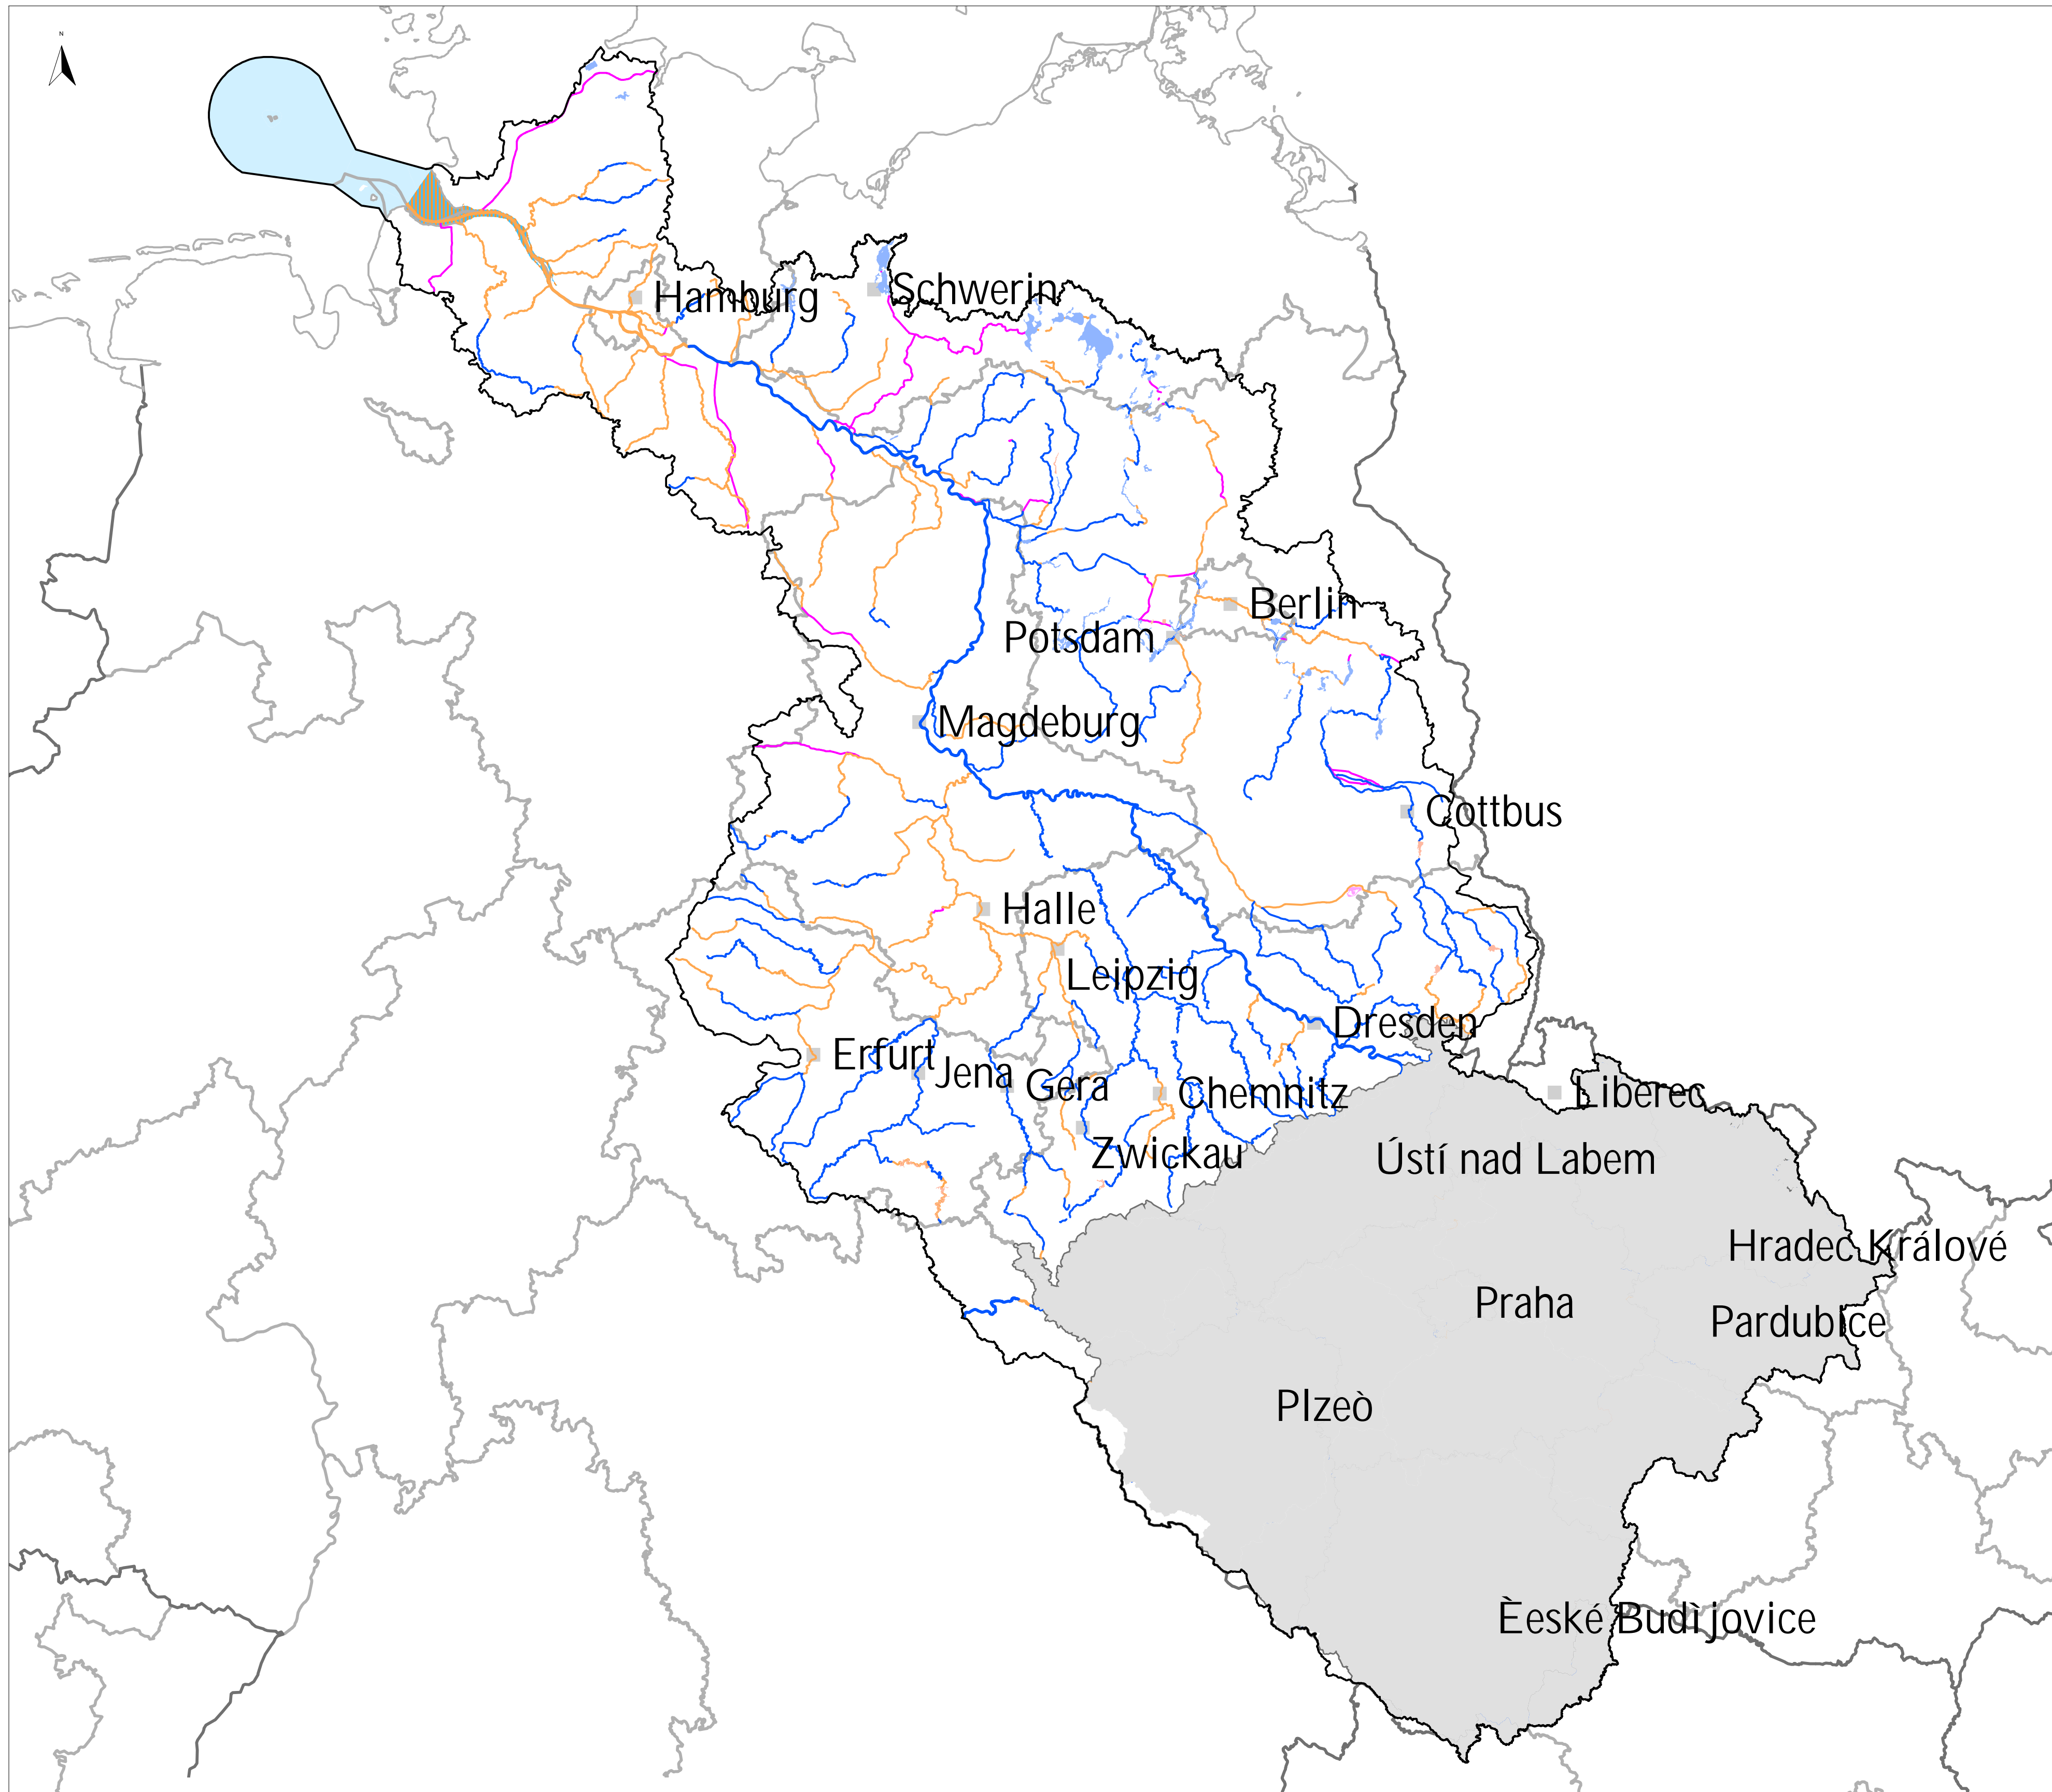 N
Hamburg
Schwerin
Berlin
Potsdam
Magdeburg
Cottbus
Halle
Leipzig
Dresden
Erfurt
Jena
Gera
Chemnitz
Liberec
Zwickau
Ústí nad Labem
Hradec Králové
Praha
Pardubice
Plzeò
Èeské Budìjovice